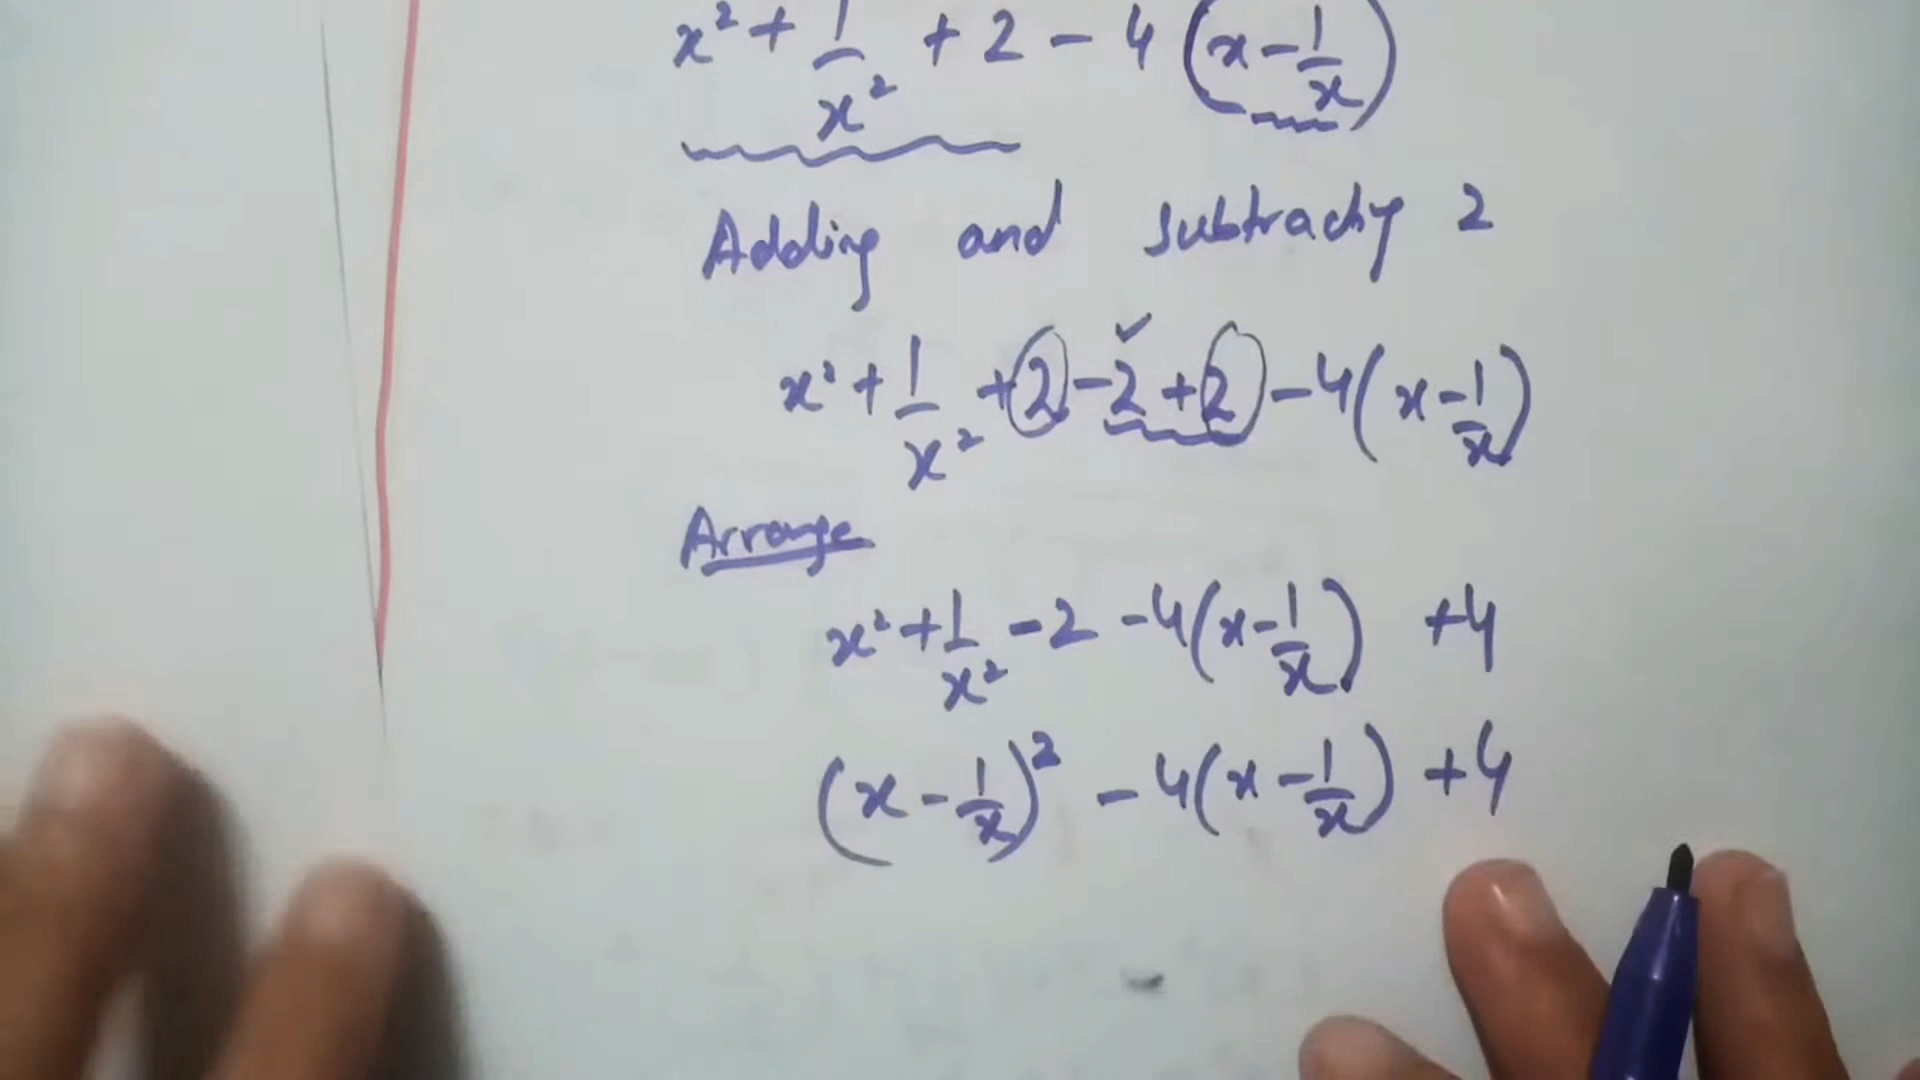 x² + 1/x² + 2 - 4 (x - 1/x)
Adding and subtracting 2
x² + 1/x² + 2 - 2 + 2 - 4(x - 1/x)
Arrange
x² + 1/x² - 2 - 4(x - 1/x) + 4
(x - 1/x)² - 4(x - 1/x) + 4